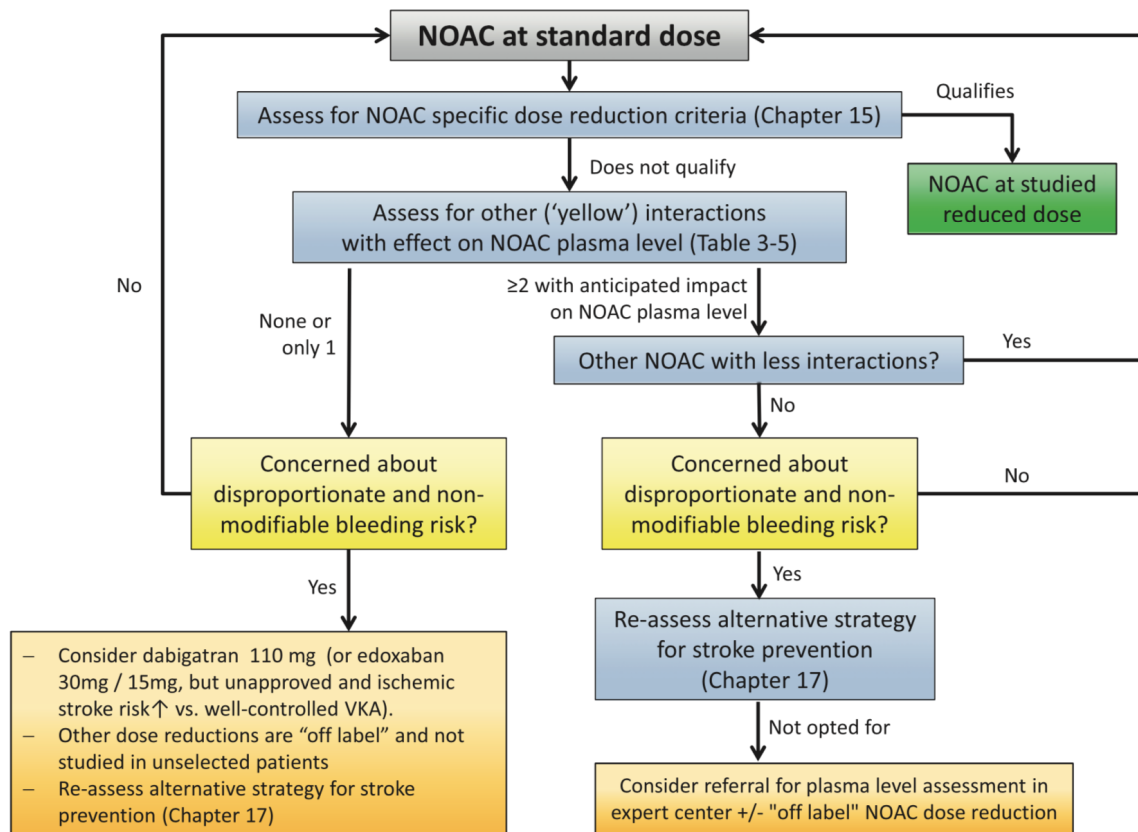 NOAC at standard dose
Assess for NOAC specific dose reduction criteria (Chapter 15)
Qualifies
NOAC at studied
reduced dose
Does not qualify
Assess for other (‘yellow’) interactions
with effect on NOAC plasma level (Table 3-5)
No
None or
only 1
≥2 with anticipated impact
on NOAC plasma level
Other NOAC with less interactions?
Yes
No
Concerned about
disproportionate and non-
modifiable bleeding risk?
Concerned about
disproportionate and non-
modifiable bleeding risk?
No
Yes
Yes
– Consider dabigatran 110 mg (or edoxaban
30mg / 15mg, but unapproved and ischemic
stroke risk↑ vs. well-controlled VKA).
– Other dose reductions are “off label” and not
studied in unselected patients
– Re-assess alternative strategy for stroke
prevention (Chapter 17)
Re-assess alternative strategy
for stroke prevention
(Chapter 17)
Not opted for
Consider referral for plasma level assessment in
expert center +/- "off label" NOAC dose reduction